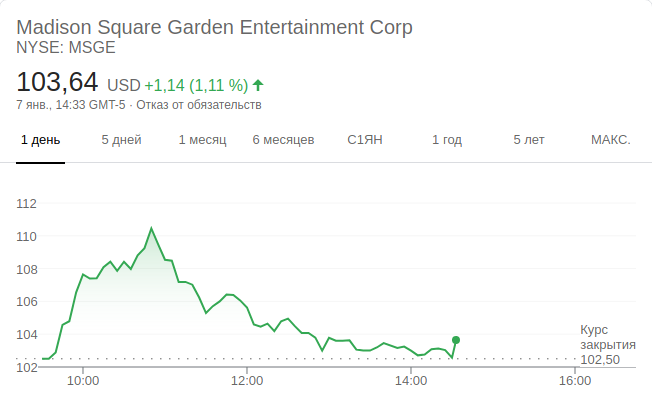 Madison Square Garden Entertainment Corp
NYSE: MSGE
103,64 USD +1,14 (1,11 %)
7 янв., 14:33 GMT-5 · Отказ от обязательств
1 день 5 дней 1 месяц 6 месяцев С1ЯН 1 год 5 лет МАКС.
112
110
108
106
104
102
Курс
закрытия
102,50
10:00 12:00 14:00 16:00